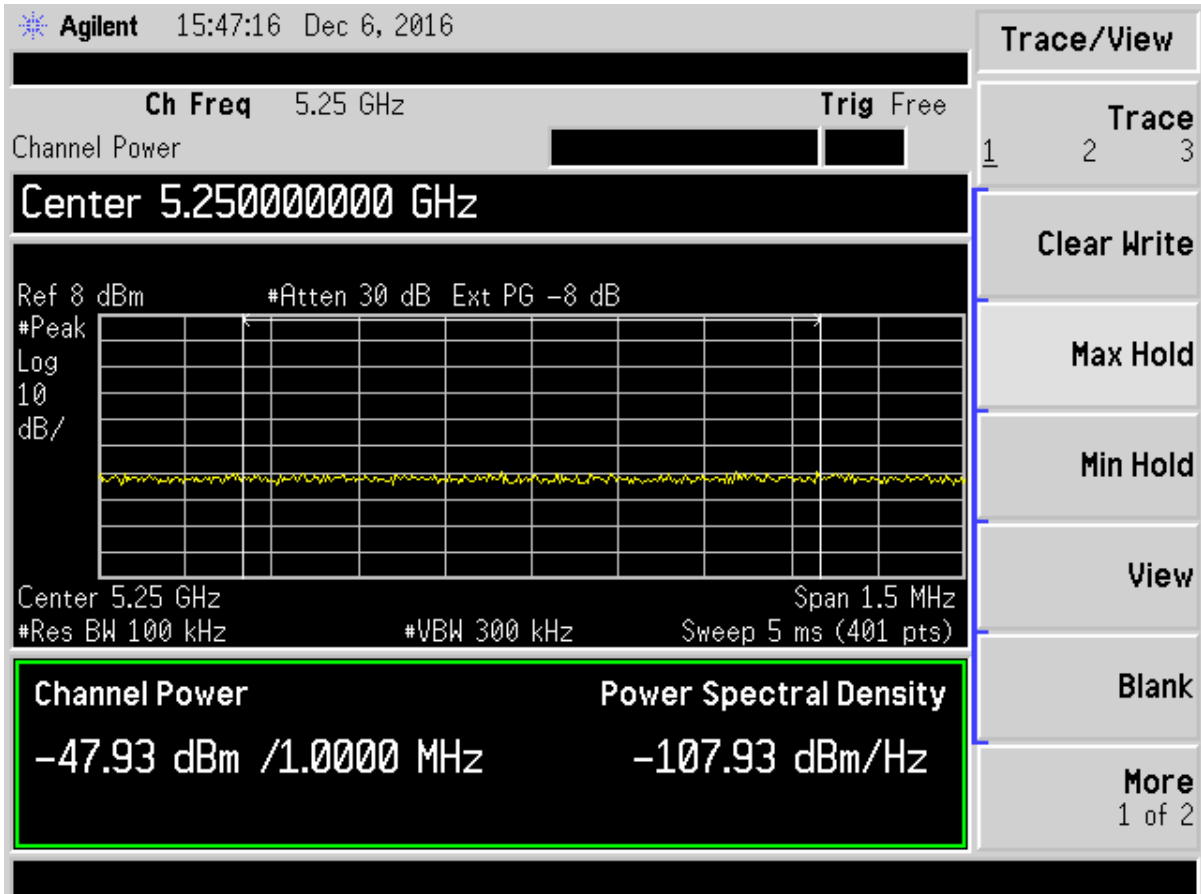 Agilent 15:47:16 Dec 6, 2016
Trace/View
Ch Freq 5.25 GHz Trig Free
Channel Power
Trace
1 2 3
Center 5.250000000 GHz
Clear Write
Ref 8 dBm #Atten 30 dB Ext PG -8 dB
#Peak
Log
10
dB/
Max Hold
Min Hold
Center 5.25 GHz Span 1.5 MHz
#Res BW 100 kHz #VBW 300 kHz Sweep 5 ms (401 pts)
View
Channel Power Power Spectral Density
-47.93 dBm /1.0000 MHz -107.93 dBm/Hz
Blank
More
1 of 2